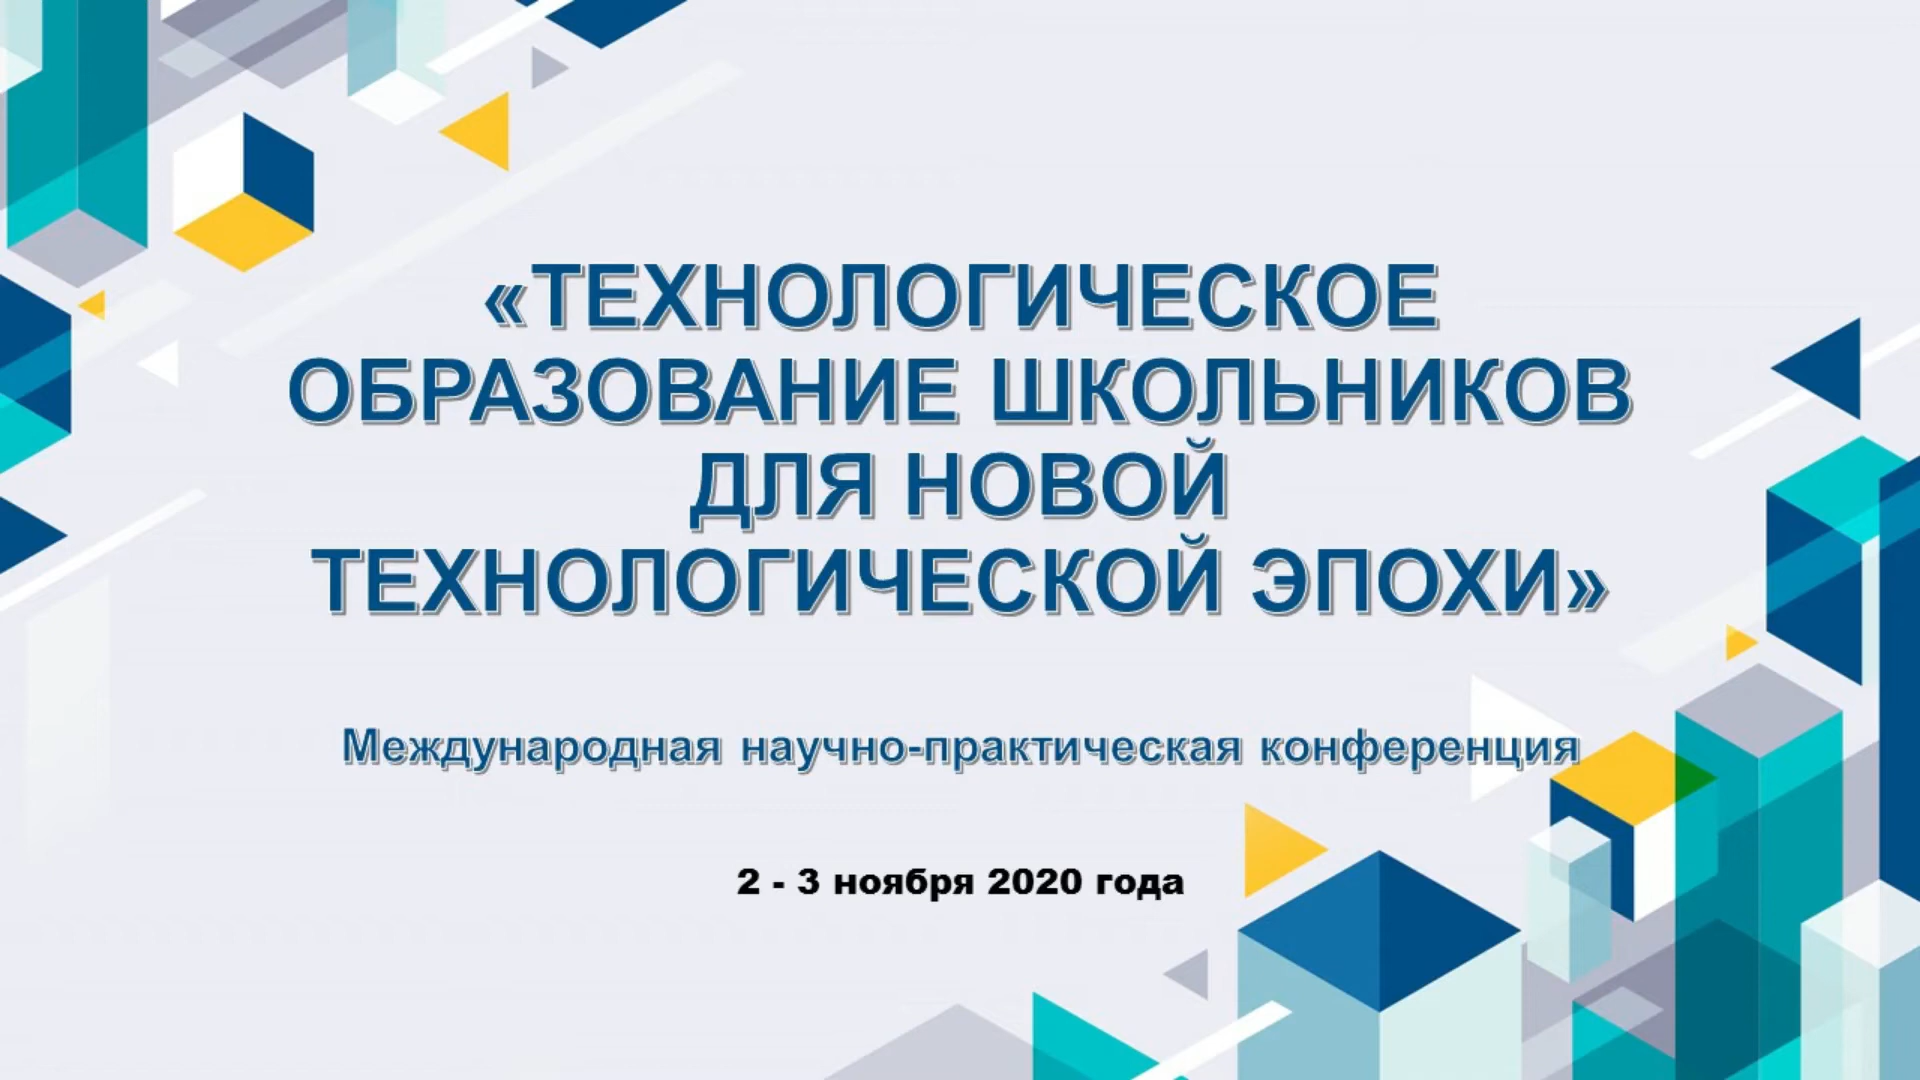 «ТЕХНОЛОГИЧЕСКОЕ
ОБРАЗОВАНИЕ ШКОЛЬНИКОВ
ДЛЯ НОВОЙ
ТЕХНОЛОГИЧЕСКОЙ ЭПОХИ»
Международная научно-практическая конференция
2 - 3 ноября 2020 года